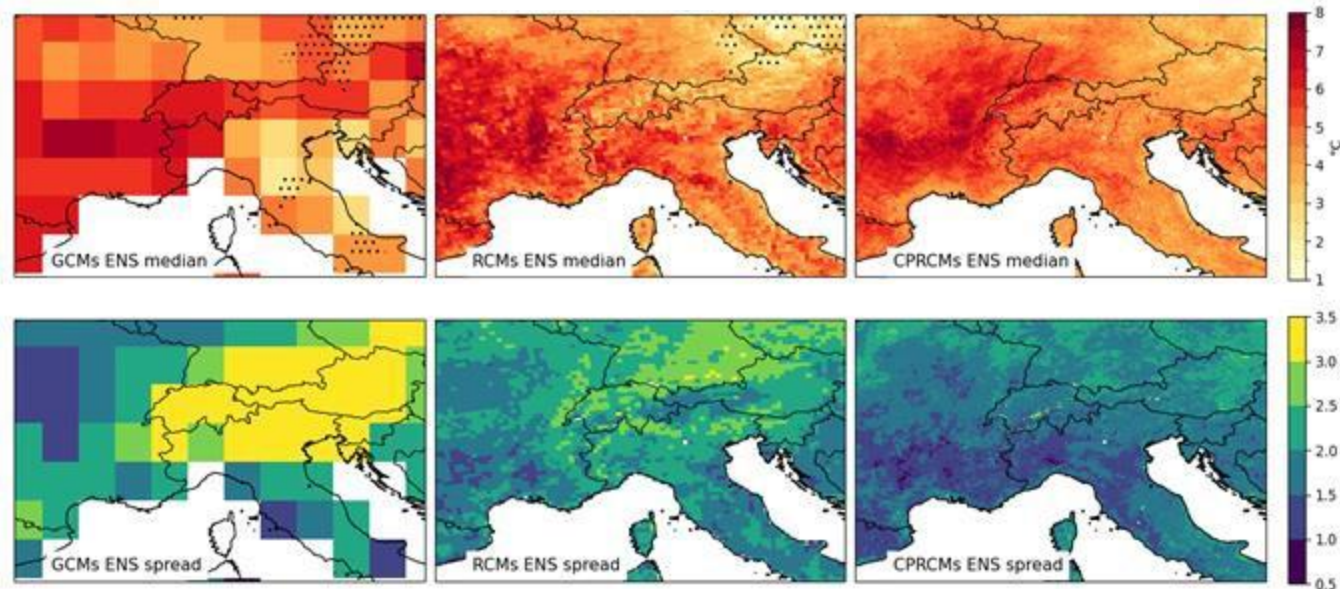 GCMs ENS median
RCMs ENS median
CPRCMs ENS median
8
7
6
5
4
3
2
1
°C
GCMs ENS spread
RCMs ENS spread
CPRCMs ENS spread
3.5
3.0
2.5
2.0
1.5
1.0
0.5